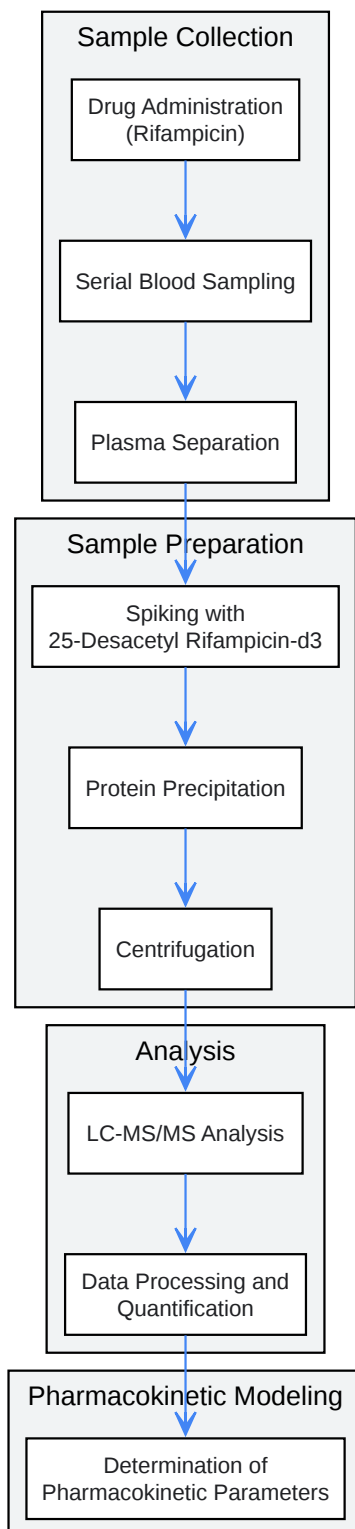 Sample Collection
Drug Administration
(Rifampicin)
Serial Blood Sampling
Plasma Separation
Sample Preparation
Spiking with
25-Desacetyl Rifampicin-d3
Protein Precipitation
Centrifugation
Analysis
LC-MS/MS Analysis
Data Processing and
Quantification
Pharmacokinetic Modeling
Determination of
Pharmacokinetic Parameters